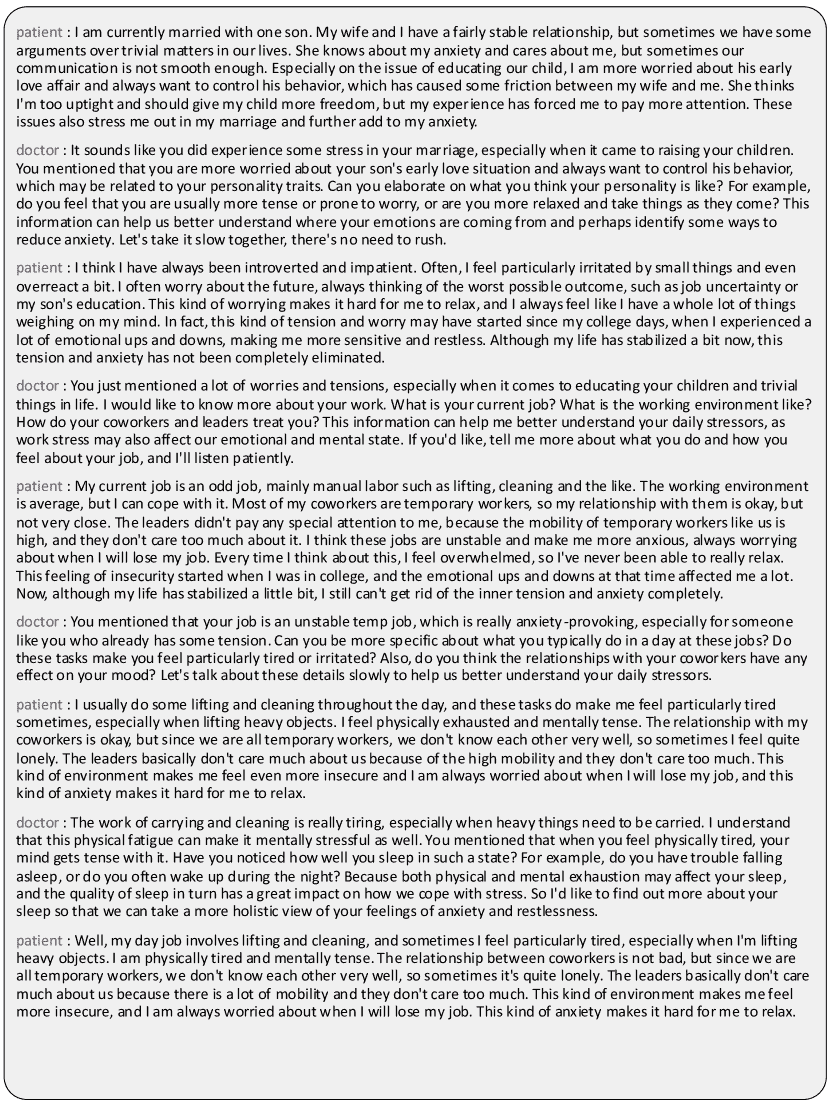 patient : I am currently married with one son. My wife and I have a fairly stable relationship, but sometimes we have some
arguments over trivial matters in our lives. She knows about my anxiety and cares about me, but sometimes our
communication is not smooth enough. Especially on the issue of educating our child, I am more worried about his early
love affair and always want to control his behavior, which has caused some friction between my wife and me. She thinks
I'm too uptight and should give my child more freedom, but my experience has forced me to pay more attention. These
issues also stress me out in my marriage and further add to my anxiety.
doctor : It sounds like you did experience some stress in your marriage, especially when it came to raising your children.
You mentioned that you are more worried about your son's early love situation and always want to control his behavior,
which may be related to your personality traits. Can you elaborate on what you think your personality is like? For example,
do you feel that you are usually more tense or prone to worry, or are you more relaxed and take things as they come? This
information can help us better understand where your emotions are coming from and perhaps identify some ways to
reduce anxiety. Let's take it slow together, there's no need to rush.
patient : I think I have always been introverted and impatient. Often, I feel particularly irritated by small things and even
overreact a bit. I often worry about the future, always thinking of the worst possible outcome, such as job uncertainty or
my son's education. This kind of worrying makes it hard for me to relax, and I always feel like I have a whole lot of things
weighing on my mind. In fact, this kind of tension and worry may have started since my college days, when I experienced a
lot of emotional ups and downs, making me more sensitive and restless. Although my life has stabilized a bit now, this
tension and anxiety has not been completely eliminated.
doctor : You just mentioned a lot of worries and tensions, especially when it comes to educating your children and trivial
things in life. I would like to know more about your work. What is your current job? What is the working environment like?
How do your coworkers and leaders treat you? This information can help me better understand your daily stressors, as
work stress may also affect our emotional and mental state. If you'd like, tell me more about what you do and how you
feel about your job, and I'll listen patiently.
patient : My current job is an odd job, mainly manual labor such as lifting, cleaning and the like. The working environment
is average, but I can cope with it. Most of my coworkers are temporary workers, so my relationship with them is okay, but
not very close. The leaders didn't pay any special attention to me, because the mobility of temporary workers like us is
high, and they don't care too much about it. I think these jobs are unstable and make me more anxious, always worrying
about when I will lose my job. Every time I think about this, I feel overwhelmed, so I've never been able to really relax.
This feeling of insecurity started when I was in college, and the emotional ups and downs at that time affected me a lot.
Now, although my life has stabilized a little bit, I still can't get rid of the inner tension and anxiety completely.
doctor : You mentioned that your job is an unstable temp job, which is really anxiety-provoking, especially for someone
like you who already has some tension. Can you be more specific about what you typically do in a day at these jobs? Do
these tasks make you feel particularly tired or irritated? Also, do you think the relationships with your coworkers have any
effect on your mood? Let's talk about these details slowly to help us better understand your daily stressors.
patient : I usually do some lifting and cleaning throughout the day, and these tasks do make me feel particularly tired
sometimes, especially when lifting heavy objects. I feel physically exhausted and mentally tense. The relationship with my
coworkers is okay, but since we are all temporary workers, we don't know each other very well, so sometimes I feel quite
lonely. The leaders basically don't care much about us because of the high mobility and they don't care too much. This
kind of environment makes me feel even more insecure and I am always worried about when I will lose my job, and this
kind of anxiety makes it hard for me to relax.
doctor : The work of carrying and cleaning is really tiring, especially when heavy things need to be carried. I understand
that this physical fatigue can make it mentally stressful as well. You mentioned that when you feel physically tired, your
mind gets tense with it. Have you noticed how well you sleep in such a state? For example, do you have trouble falling
asleep, or do you often wake up during the night? Because both physical and mental exhaustion may affect your sleep,
and the quality of sleep in turn has a great impact on how we cope with stress. So I'd like to find out more about your
sleep so that we can take a more holistic view of your feelings of anxiety and restlessness.
patient : Well, my day job involves lifting and cleaning, and sometimes I feel particularly tired, especially when I'm lifting
heavy objects. I am physically tired and mentally tense. The relationship between coworkers is not bad, but since we are
all temporary workers, we don't know each other very well, so sometimes it's quite lonely. The leaders basically don't care
much about us because there is a lot of mobility and they don't care too much. This kind of environment makes me feel
more insecure, and I am always worried about when I will lose my job. This kind of anxiety makes it hard for me to relax.